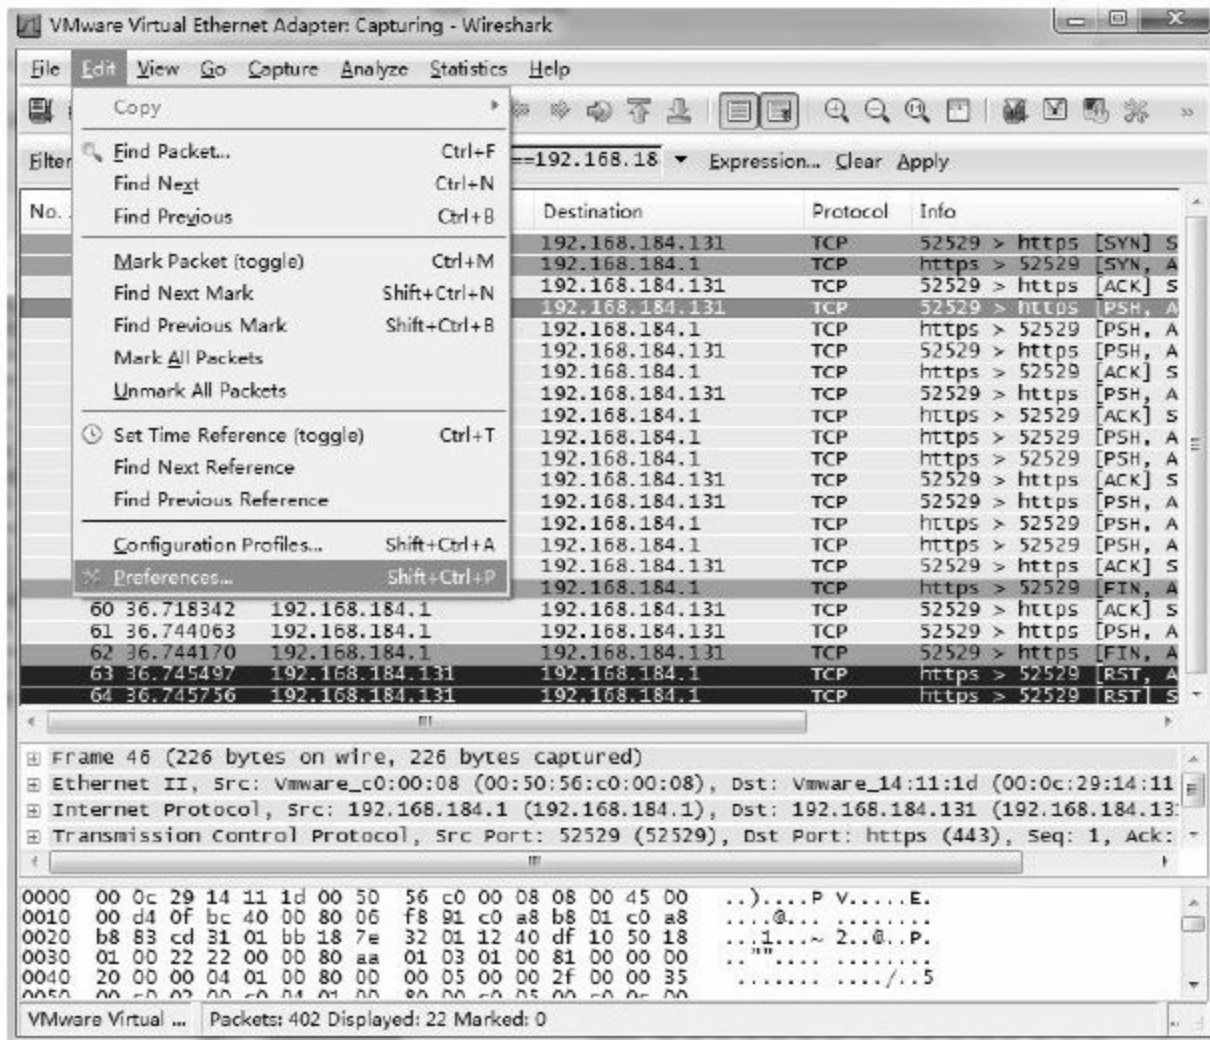 VMware Virtual Ethernet Adapter: Capturing - Wireshark
File Edit View Go Capture Analyze Statistics Help
Copy
Filter ==192.168.18 Expression... Clear Apply
Find Packet... Ctrl+F
Find Next Ctrl+N
Find Previous Ctrl+B
Mark Packet (toggle) Ctrl+M
Find Next Mark Shift+Ctrl+N
Find Previous Mark Shift+Ctrl+B
Mark All Packets
Unmark All Packets
Set Time Reference (toggle) Ctrl+T
Find Next Reference
Find Previous Reference
Configuration Profiles... Shift+Ctrl+A
Preferences... Shift+Ctrl+P
No. . Destination Protocol Info
192.168.184.131 TCP 52529 > https [SYN] S
192.168.184.1 TCP https > 52529 [SYN, A
192.168.184.131 TCP 52529 > https [ACK] S
192.168.184.131 TCP 52529 > https [PSH, A
192.168.184.1 TCP https > 52529 [PSH, A
192.168.184.131 TCP 52529 > https [PSH, A
192.168.184.1 TCP https > 52529 [ACK] S
192.168.184.131 TCP 52529 > https [PSH, A
192.168.184.1 TCP https > 52529 [ACK] S
192.168.184.1 TCP https > 52529 [PSH, A
192.168.184.1 TCP https > 52529 [PSH, A
192.168.184.131 TCP 52529 > https [ACK] S
192.168.184.131 TCP 52529 > https [PSH, A
192.168.184.1 TCP https > 52529 [PSH, A
192.168.184.1 TCP https > 52529 [PSH, A
192.168.184.131 TCP 52529 > https [ACK] S
192.168.184.1 TCP https > 52529 [FIN, A
60 36.718342 192.168.184.1 192.168.184.131 TCP 52529 > https [ACK] S
61 36.744063 192.168.184.1 192.168.184.131 TCP 52529 > https [PSH, A
62 36.744170 192.168.184.1 192.168.184.131 TCP 52529 > https [FIN, A
63 36.745497 192.168.184.131 192.168.184.1 TCP https > 52529 [RST, A
64 36.745756 192.168.184.131 192.168.184.1 TCP https > 52529 [RST] S
Frame 46 (226 bytes on wire, 226 bytes captured)
Ethernet II, Src: Vmware_c0:00:08 (00:50:56:c0:00:08), Dst: Vmware_14:11:1d (00:0c:29:14:11
Internet Protocol, Src: 192.168.184.1 (192.168.184.1), Dst: 192.168.184.131 (192.168.184.13
Transmission Control Protocol, Src Port: 52529 (52529), Dst Port: https (443), Seq: 1, Ack:
0000 00 0c 29 14 11 1d 00 50 56 c0 00 08 08 00 45 00 ..)....P V.....E.
0010 00 d4 0f bc 40 00 80 06 f8 91 c0 a8 b8 01 c0 a8 ....@... ........
0020 b8 83 cd 31 01 bb 18 7e 32 01 12 40 df 10 50 18 ...1...~ 2..@..P.
0030 01 00 22 22 00 00 80 aa 01 03 01 00 81 00 00 00 .."".... ........
0040 20 00 00 04 01 00 80 00 00 05 00 00 2f 00 00 35 ....... ..../..5
VMware Virtual ... Packets: 402 Displayed: 22 Marked: 0